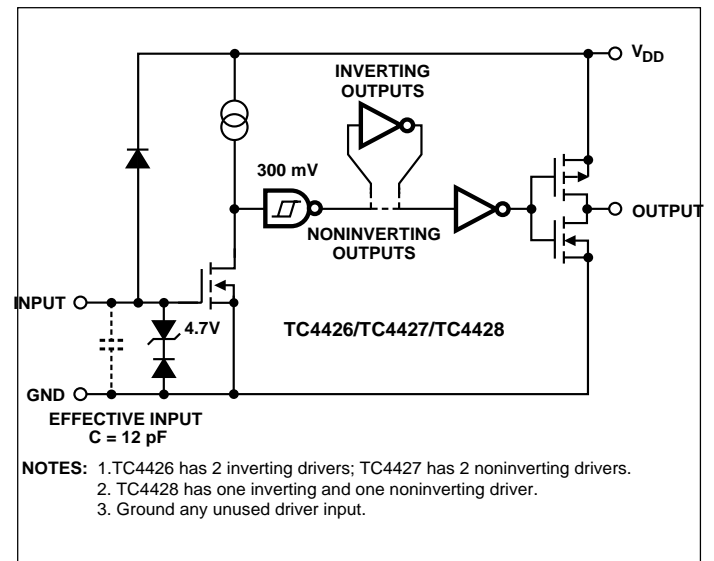 VDD
INVERTING
OUTPUTS
300 mV
OUTPUT
NONINVERTING
OUTPUTS
INPUT
4.7V
TC4426/TC4427/TC4428
GND
EFFECTIVE INPUT
C = 12 pF
NOTES: 1.TC4426 has 2 inverting drivers; TC4427 has 2 noninverting drivers.
2. TC4428 has one inverting and one noninverting driver.
3. Ground any unused driver input.